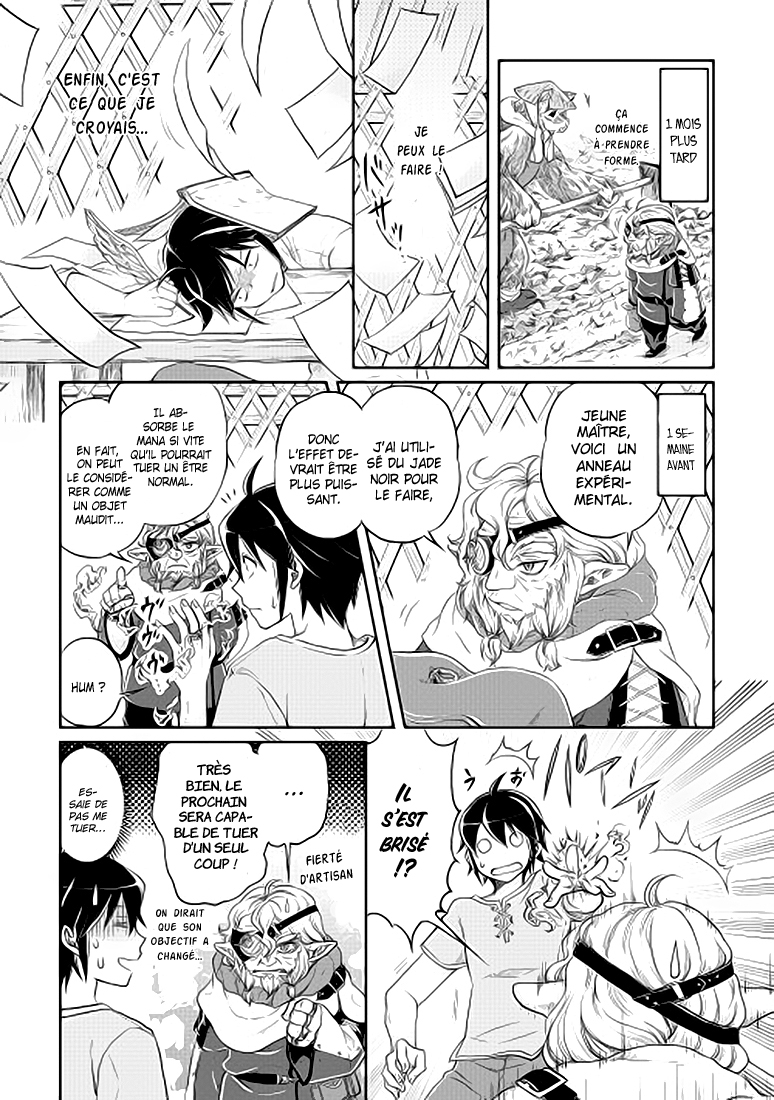 1 MOIS
PLUS
TARD
ÇA
COMMENCE
À PRENDRE
FORME.
JE
PEUX LE
FAIRE !
ENFIN, C'EST
CE QUE JE
CROYAIS...
1 SE-
MAINE
AVANT
JEUNE
MAÎTRE,
VOICI UN
ANNEAU
EXPÉRI-
MENTAL.
J'AI UTILI-
SÉ DU JADE
NOIR POUR
LE FAIRE,
DONC
L'EFFET DE-
VRAIT ÊTRE
PLUS PUIS-
SANT.
IL AB-
SORBE LE
MANA SI VITE
QU'IL POURRAIT
TUER UN ÊTRE
NORMAL.
EN FAIT,
ON PEUT
LE CONSIDÉ-
RER COMME
UN OBJET
MAUDIT...
ヴヴヴ
HUM ?
IL
S'EST
BRISÉ
!?
...
TRÈS
BIEN. LE
PROCHAIN
SERA CAPA-
BLE DE TUER
D'UN SEUL
COUP !
FIERTÉ
D'ARTISAN
ON DIRAIT
QUE SON
OBJECTIF A
CHANGÉ...
ES-
SAIE DE
PAS ME
TUER...